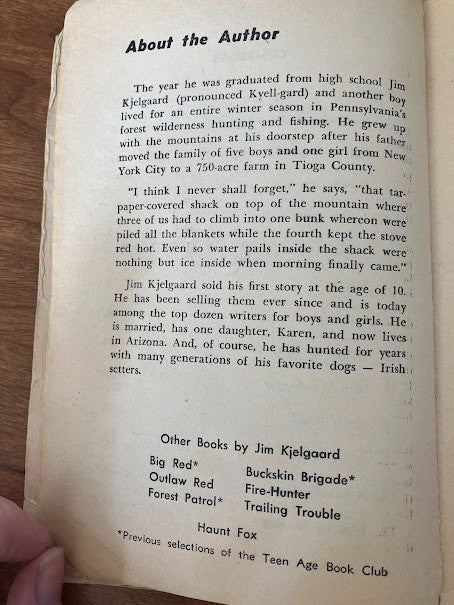 About the Author
The year he was graduated from high school Jim
Kjelgaard (pronounced Kyell-gard) and another boy
lived for an entire winter season in Pennsylvania's
forest wilderness hunting and fishing. He grew up
with the mountains at his doorstep after his father
moved the family of five boys and one girl from New
York City to a 750-acre farm in Tioga County.
"I think I never shall forget," he says, "that tar-
paper-covered shack on top of the mountain where
three of us had to climb into one bunk whereon were
piled all the blankets while the fourth kept the stove
red hot. Even so water pails inside the shack were
nothing but ice inside when morning finally came."
Jim Kjelgaard sold his first story at the age of 10.
He has been selling them ever since and is today
among the top dozen writers for boys and girls. He
is married, has one daughter, Karen, and now lives
in Arizona. And, of course, he has hunted for years
with many generations of his favorite dogs — Irish
setters.
Other Books by Jim Kjelgaard
Big Red* Buckskin Brigade*
Outlaw Red Fire-Hunter
Forest Patrol* Trailing Trouble
Haunt Fox
*Previous selections of the Teen Age Book Club